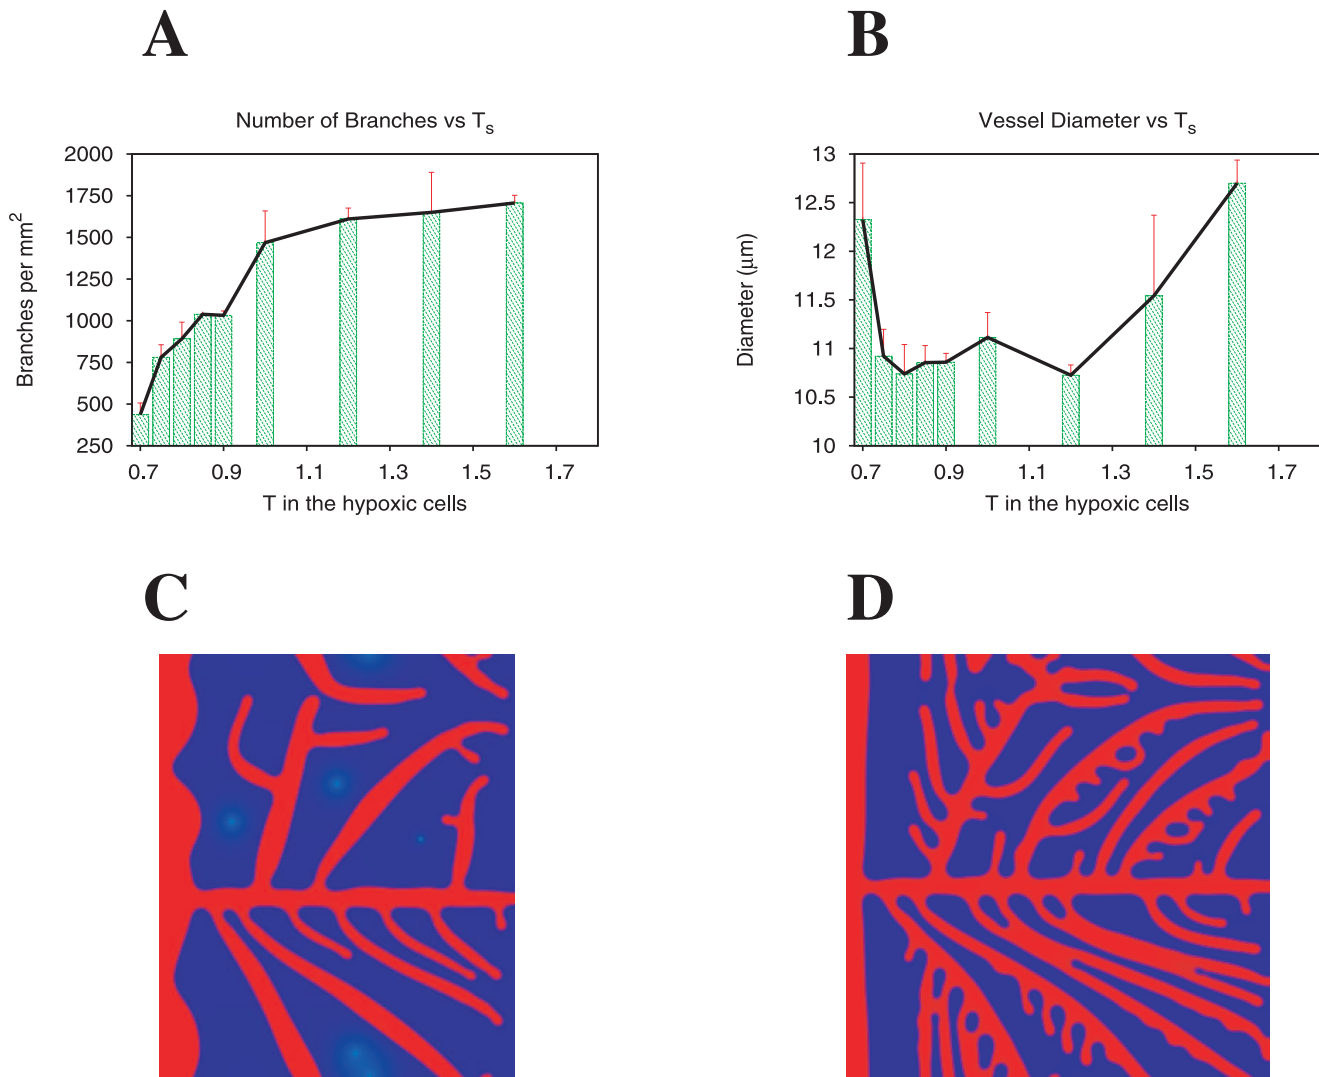 A
B
Number of Branches vs Ts
Vessel Diameter vs Ts
2000
1750
1500
1250
1000
750
500
250
Branches per mm2
0.7 0.9 1.1 1.3 1.5 1.7
T in the hypoxic cells
13
12.5
12
11.5
11
10.5
10
Diameter (μm)
0.7 0.9 1.1 1.3 1.5 1.7
T in the hypoxic cells
C
D